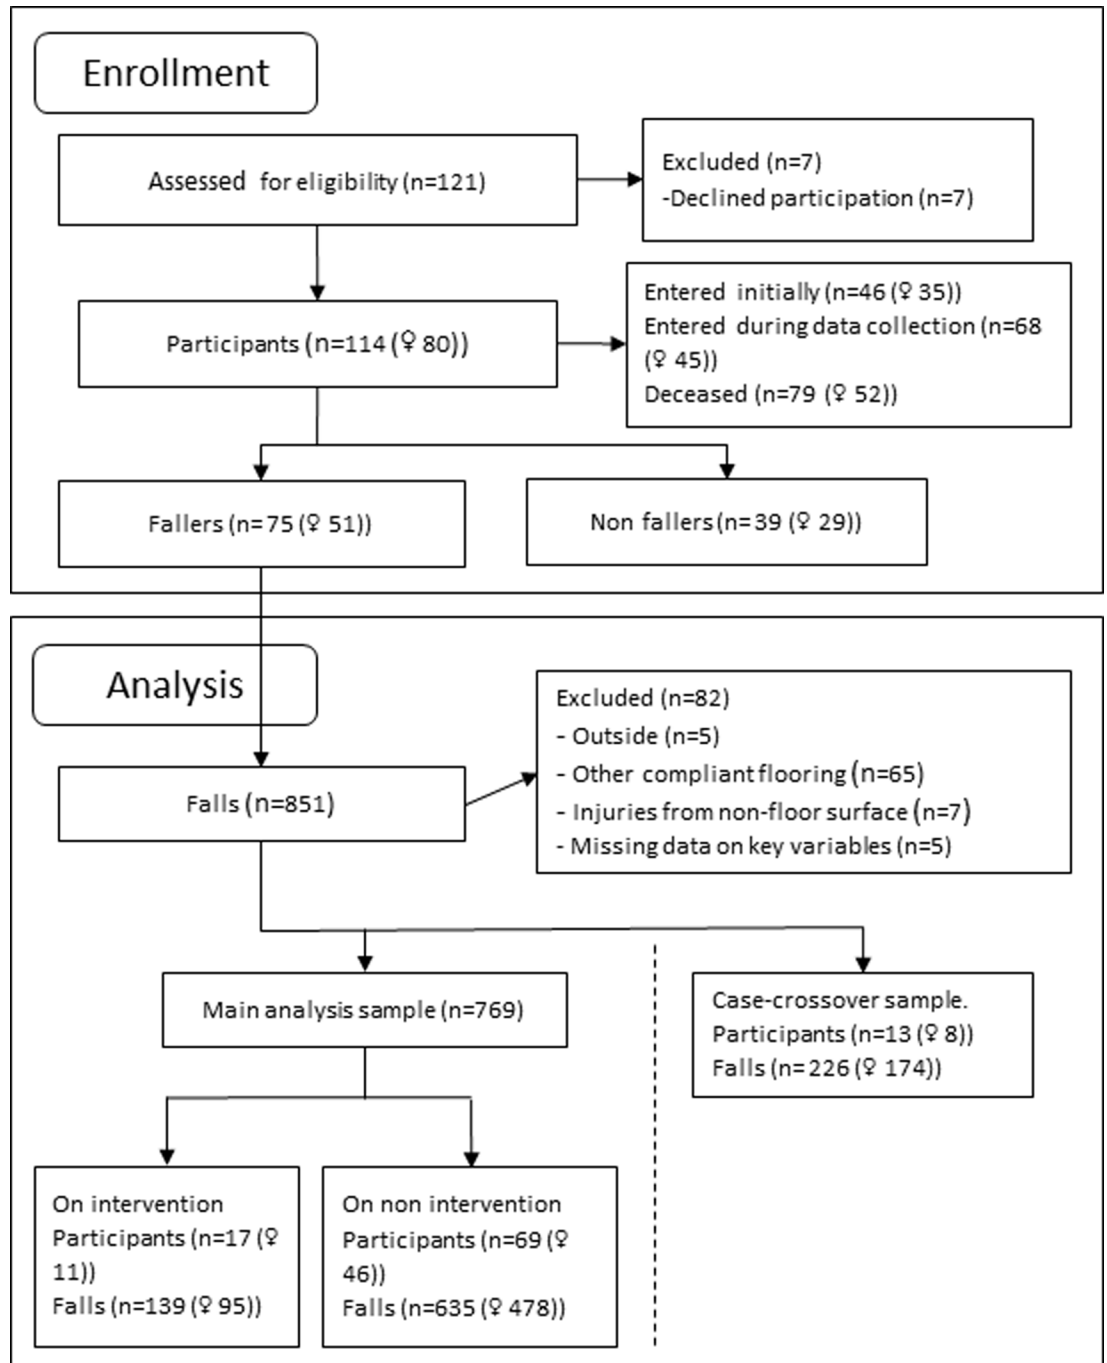 Enrollment
Assessed for eligibility (n=121)
Excluded (n=7)
-Declined participation (n=7)
Participants (n=114 (♀ 80))
Entered initially (n=46 (♀ 35))
Entered during data collection (n=68
(♀ 45))
Deceased (n=79 (♀ 52))
Fallers (n=75 (♀ 51))
Non fallers (n=39 (♀ 29))
Analysis
Falls (n=851)
Excluded (n=82)
- Outside (n=5)
- Other compliant flooring (n=65)
- Injuries from non-floor surface (n=7)
- Missing data on key variables (n=5)
Main analysis sample (n=769)
Case-crossover sample.
Participants (n=13 (♀ 8))
Falls (n=226 (♀ 174))
On intervention
Participants (n=17 (♀
11))
Falls (n=139 (♀ 95))
On non intervention
Participants (n=69 (♀
46))
Falls (n=635 (♀ 478))